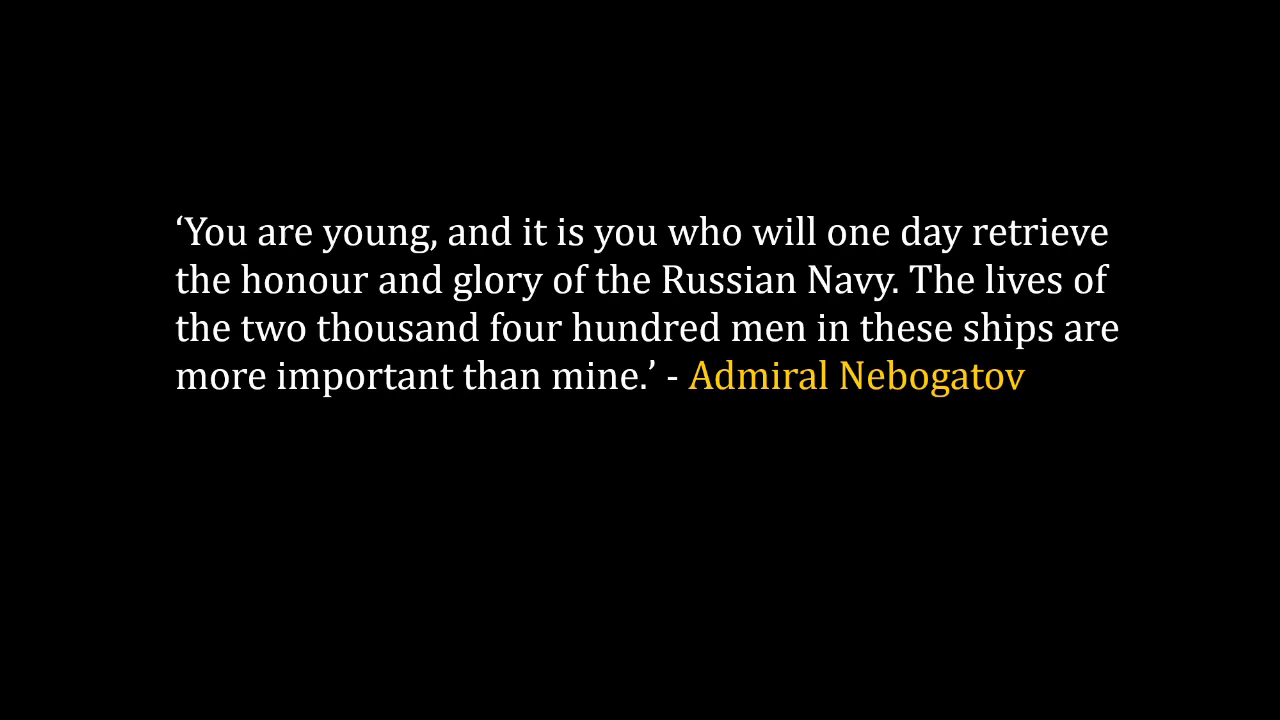 ‘You are young, and it is you who will one day retrieve
the honour and glory of the Russian Navy. The lives of
the two thousand four hundred men in these ships are
more important than mine.’ - Admiral Nebogatov